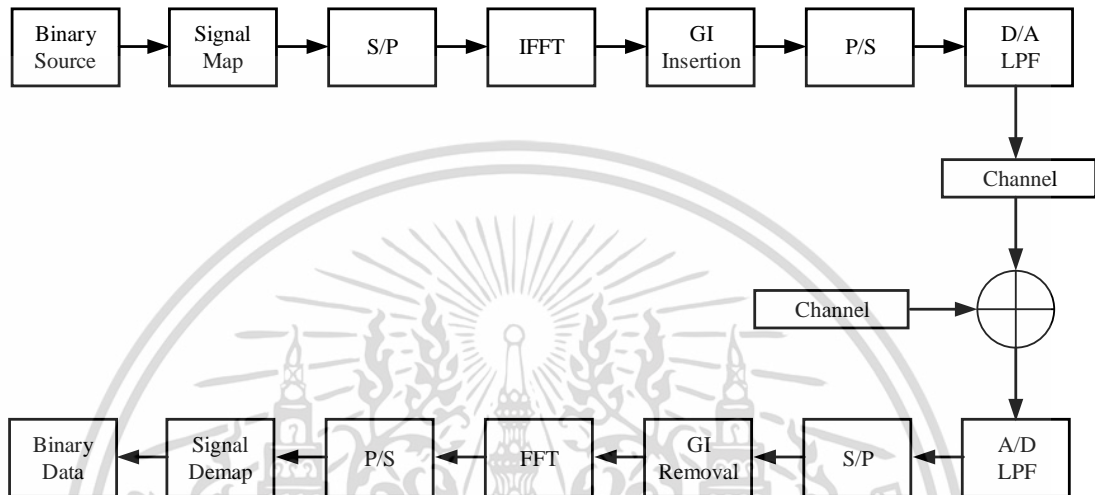 Binary
Source
Signal
Map
S/P
IFFT
GI
Insertion
P/S
D/A
LPF
Channel
Channel
Binary
Data
Signal
Demap
P/S
FFT
GI
Removal
S/P
A/D
LPF